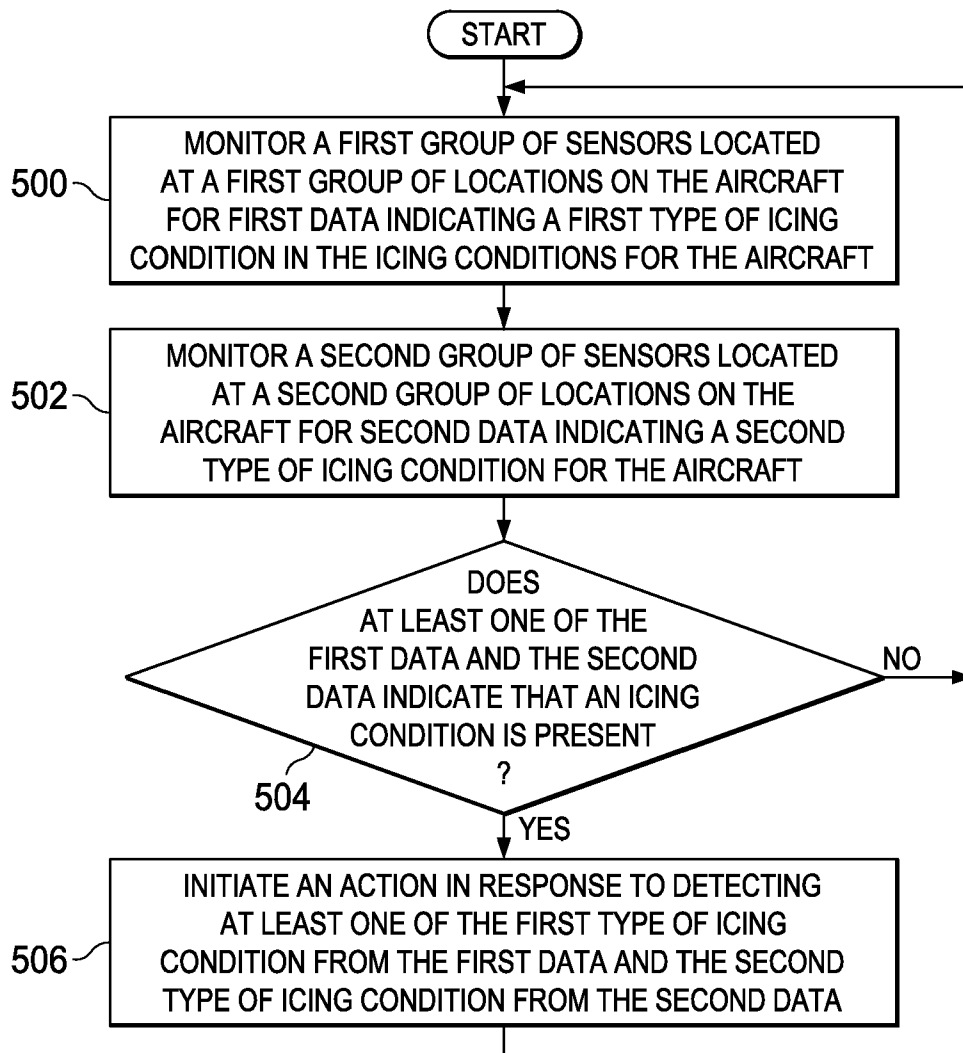 START
500
MONITOR A FIRST GROUP OF SENSORS LOCATED
AT A FIRST GROUP OF LOCATIONS ON THE AIRCRAFT
FOR FIRST DATA INDICATING A FIRST TYPE OF ICING
CONDITION IN THE ICING CONDITIONS FOR THE AIRCRAFT
502
MONITOR A SECOND GROUP OF SENSORS LOCATED
AT A SECOND GROUP OF LOCATIONS ON THE
AIRCRAFT FOR SECOND DATA INDICATING A SECOND
TYPE OF ICING CONDITION FOR THE AIRCRAFT
DOES
AT LEAST ONE OF THE
FIRST DATA AND THE SECOND
DATA INDICATE THAT AN ICING
CONDITION IS PRESENT
?
NO
504
YES
506
INITIATE AN ACTION IN RESPONSE TO DETECTING
AT LEAST ONE OF THE FIRST TYPE OF ICING
CONDITION FROM THE FIRST DATA AND THE SECOND
TYPE OF ICING CONDITION FROM THE SECOND DATA